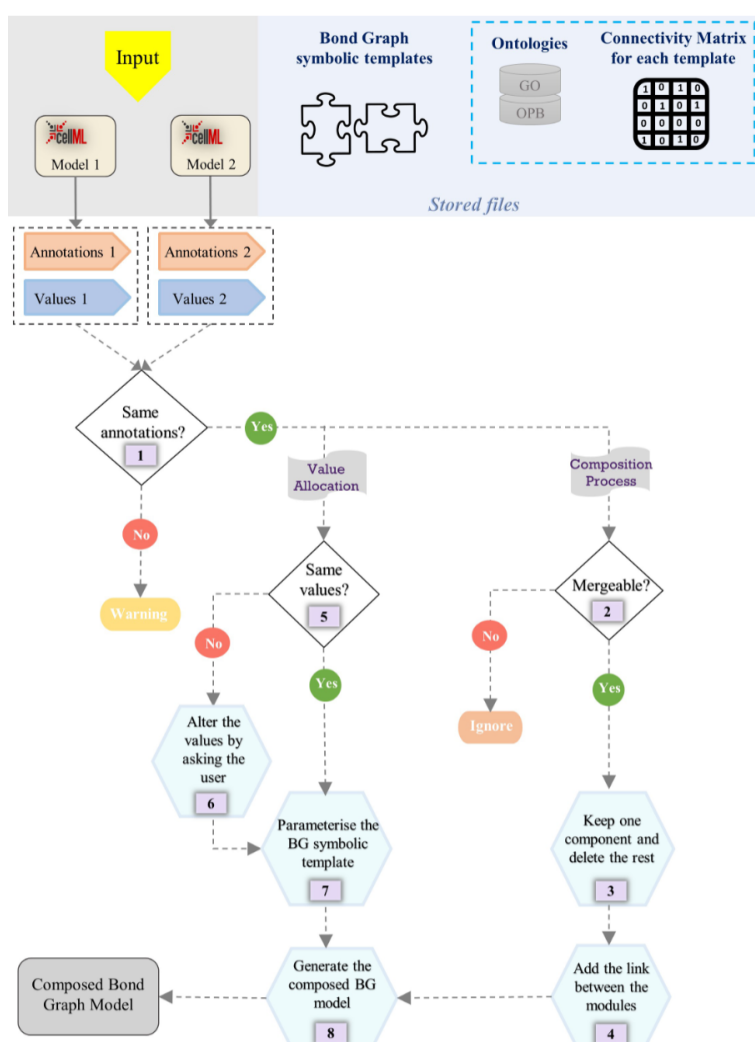 Input
Bond Graph
symbolic templates
Ontologies
GO
OPB
Connectivity Matrix
for each template
1 0 1 0
0 1 0 1
0 0 0 0
1 0 1 0
cellML
Model 1
cellML
Model 2
Stored files
Annotations 1
Values 1
Annotations 2
Values 2
Same
annotations?
1
Yes
No
Warning
Value
Allocation
Composition
Process
Same
values?
5
Mergeable?
2
No
Yes
No
Yes
Ignore
Alter the
values by
asking the
user
6
Parameterise the
BG symbolic
template
7
Keep one
component and
delete the rest
3
Composed Bond
Graph Model
Generate the
composed BG
model
8
Add the link
between the
modules
4